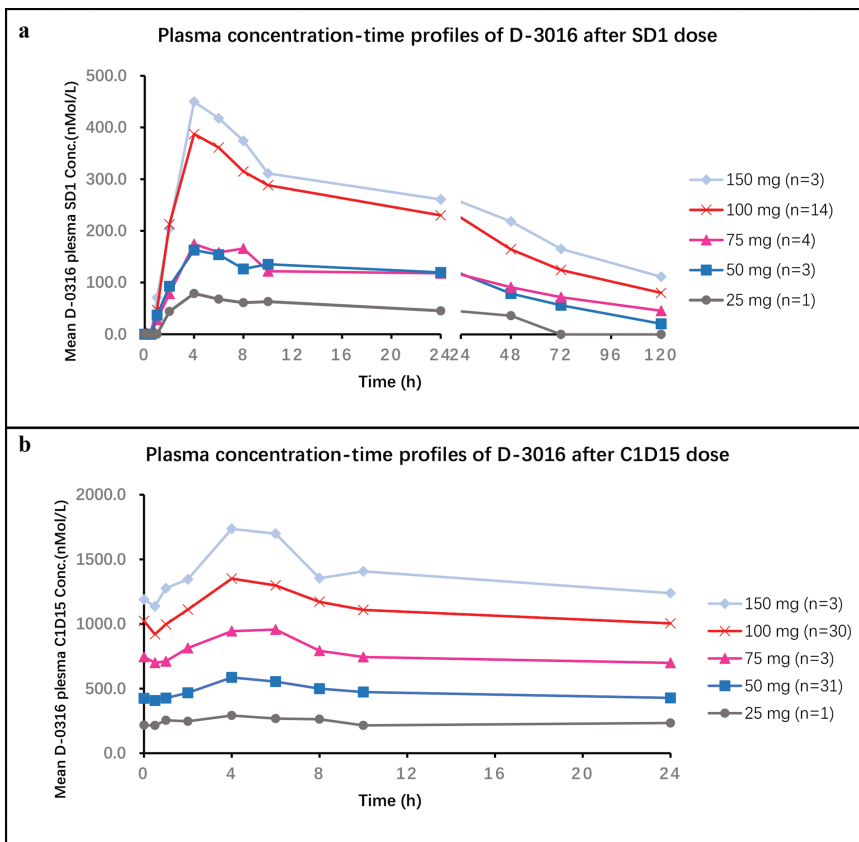 a
Plasma concentration-time profiles of D-3016 after SD1 dose
Mean D-0316 plesma SD1 Conc.(nMol/L)
500.0
400.0
300.0
200.0
100.0
0.0
0 4 8 12 16 20 24 24 48 72 96 120
Time (h)
150 mg (n=3)
100 mg (n=14)
75 mg (n=4)
50 mg (n=3)
25 mg (n=1)
b
Plasma concentration-time profiles of D-3016 after C1D15 dose
Mean D-0316 plesma C1D15 Conc.(nMol/L)
2000.0
1500.0
1000.0
500.0
0.0
0 4 8 12 16 20 24
Time (h)
150 mg (n=3)
100 mg (n=30)
75 mg (n=3)
50 mg (n=31)
25 mg (n=1)